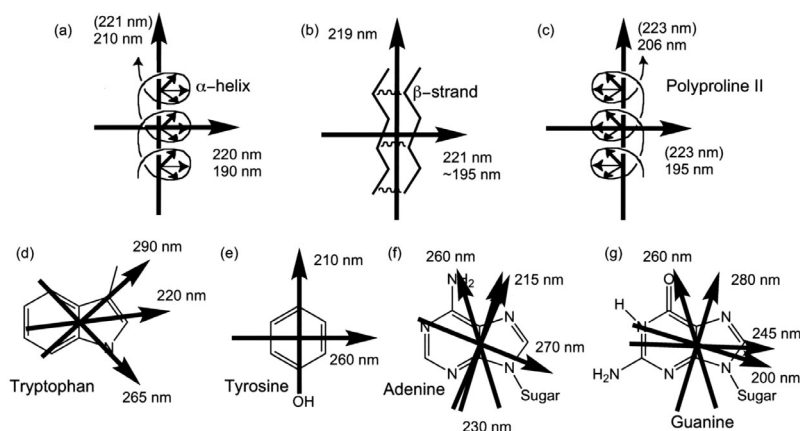 (a)
(221 nm)
210 nm
α-helix
220 nm
190 nm
(b)
219 nm
β-strand
221 nm
~195 nm
(c)
(223 nm)
206 nm
Polyproline II
(223 nm)
195 nm
(d)
290 nm
220 nm
N
265 nm
Tryptophan
(e)
210 nm
260 nm
OH
Tyrosine
(f)
260 nm
NH2
215 nm
N
N
N
N
270 nm
Sugar
230 nm
Adenine
(g)
260 nm
O
280 nm
H
N
N
245 nm
200 nm
H2N
N
N
Sugar
Guanine